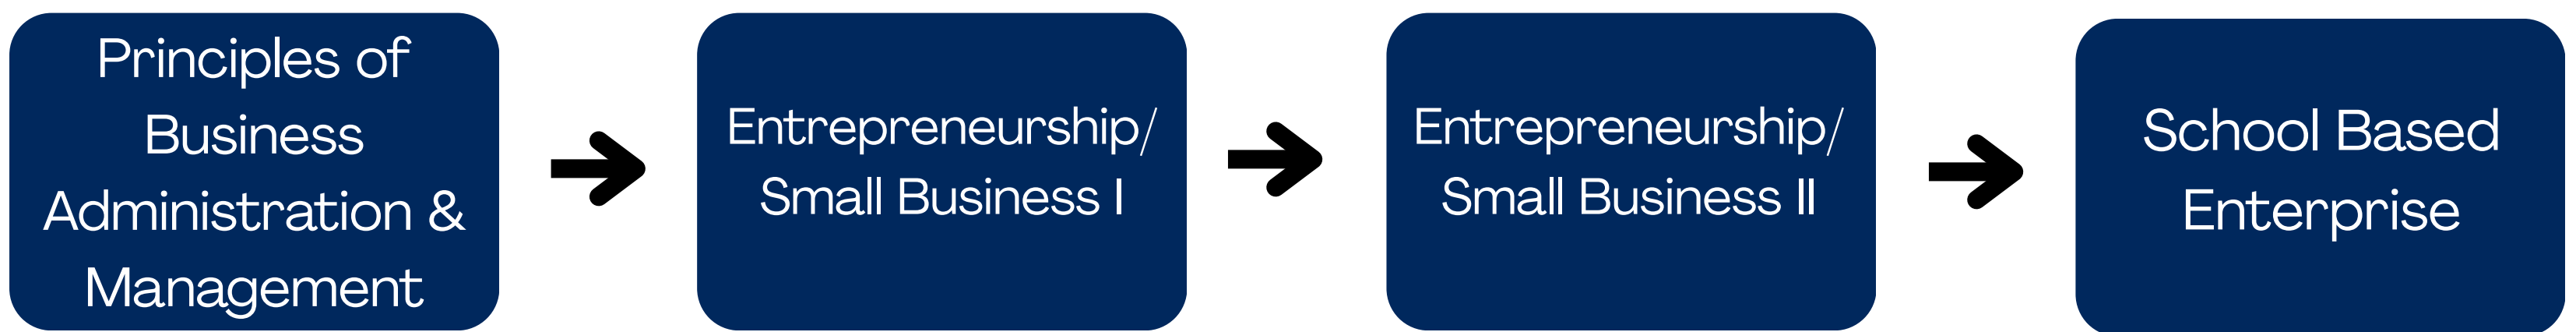 Principles of
Business
Administration &
Management
Entrepreneurship/
Small Business I
Entrepreneurship/
Small Business II
School Based
Enterprise